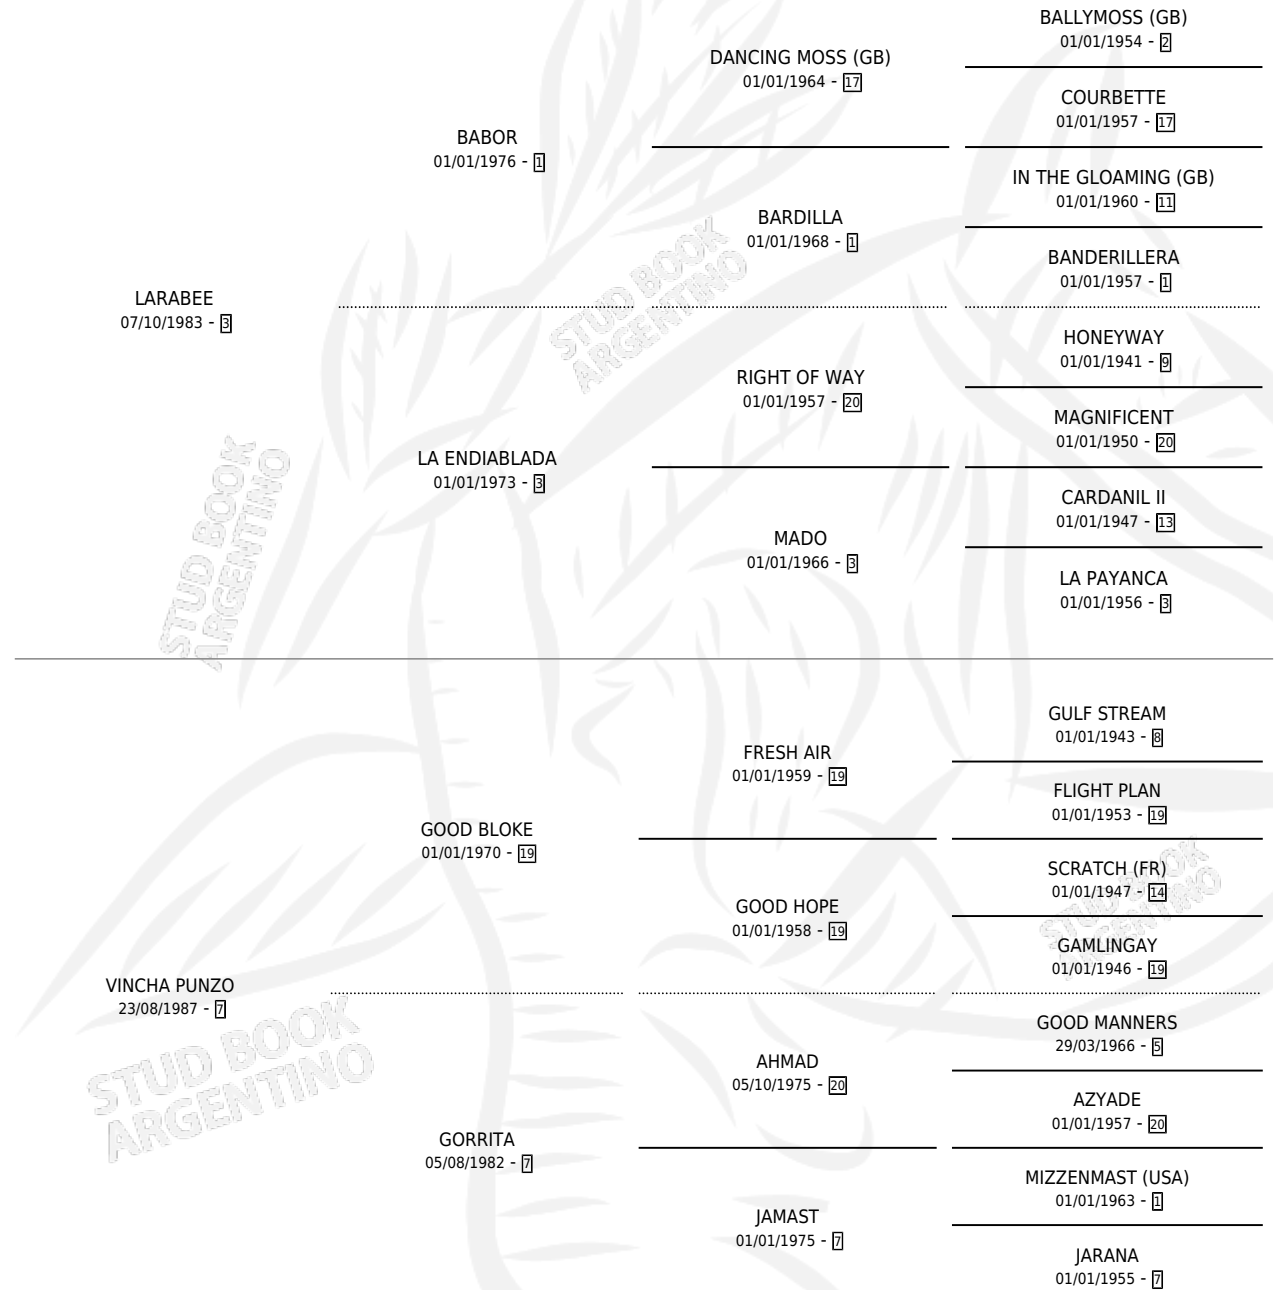 BALLYMOSS (GB)
01/01/1954 - 2
DANCING MOSS (GB)
01/01/1964 - 17
COURBETTE
01/01/1957 - 17
BABOR
01/01/1976 - 1
IN THE GLOAMING (GB)
01/01/1960 - 11
BARDILLA
01/01/1968 - 1
BANDERILLERA
01/01/1957 - 1
LARABEE
07/10/1983 - 3
HONEYWAY
01/01/1941 - 9
RIGHT OF WAY
01/01/1957 - 20
MAGNIFICENT
01/01/1950 - 20
LA ENDIABLADA
01/01/1973 - 3
CARDANIL II
01/01/1947 - 13
MADO
01/01/1966 - 3
LA PAYANCA
01/01/1956 - 3
STUD BOOK
ARGENTINO
STUD BOOK
ARGENTINO
GULF STREAM
01/01/1943 - 8
FRESH AIR
01/01/1959 - 19
FLIGHT PLAN
01/01/1953 - 19
GOOD BLOKE
01/01/1970 - 19
SCRATCH (FR)
01/01/1947 - 14
GOOD HOPE
01/01/1958 - 19
GAMLINGAY
01/01/1946 - 19
VINCHA PUNZO
23/08/1987 - 7
GOOD MANNERS
29/03/1966 - 5
AHMAD
05/10/1975 - 20
AZYADE
01/01/1957 - 20
GORRITA
05/08/1982 - 7
MIZZENMAST (USA)
01/01/1963 - 1
JAMAST
01/01/1975 - 7
JARANA
01/01/1955 - 7
STUD BOOK
ARGENTINO
STUD BOOK
ARGENTINO